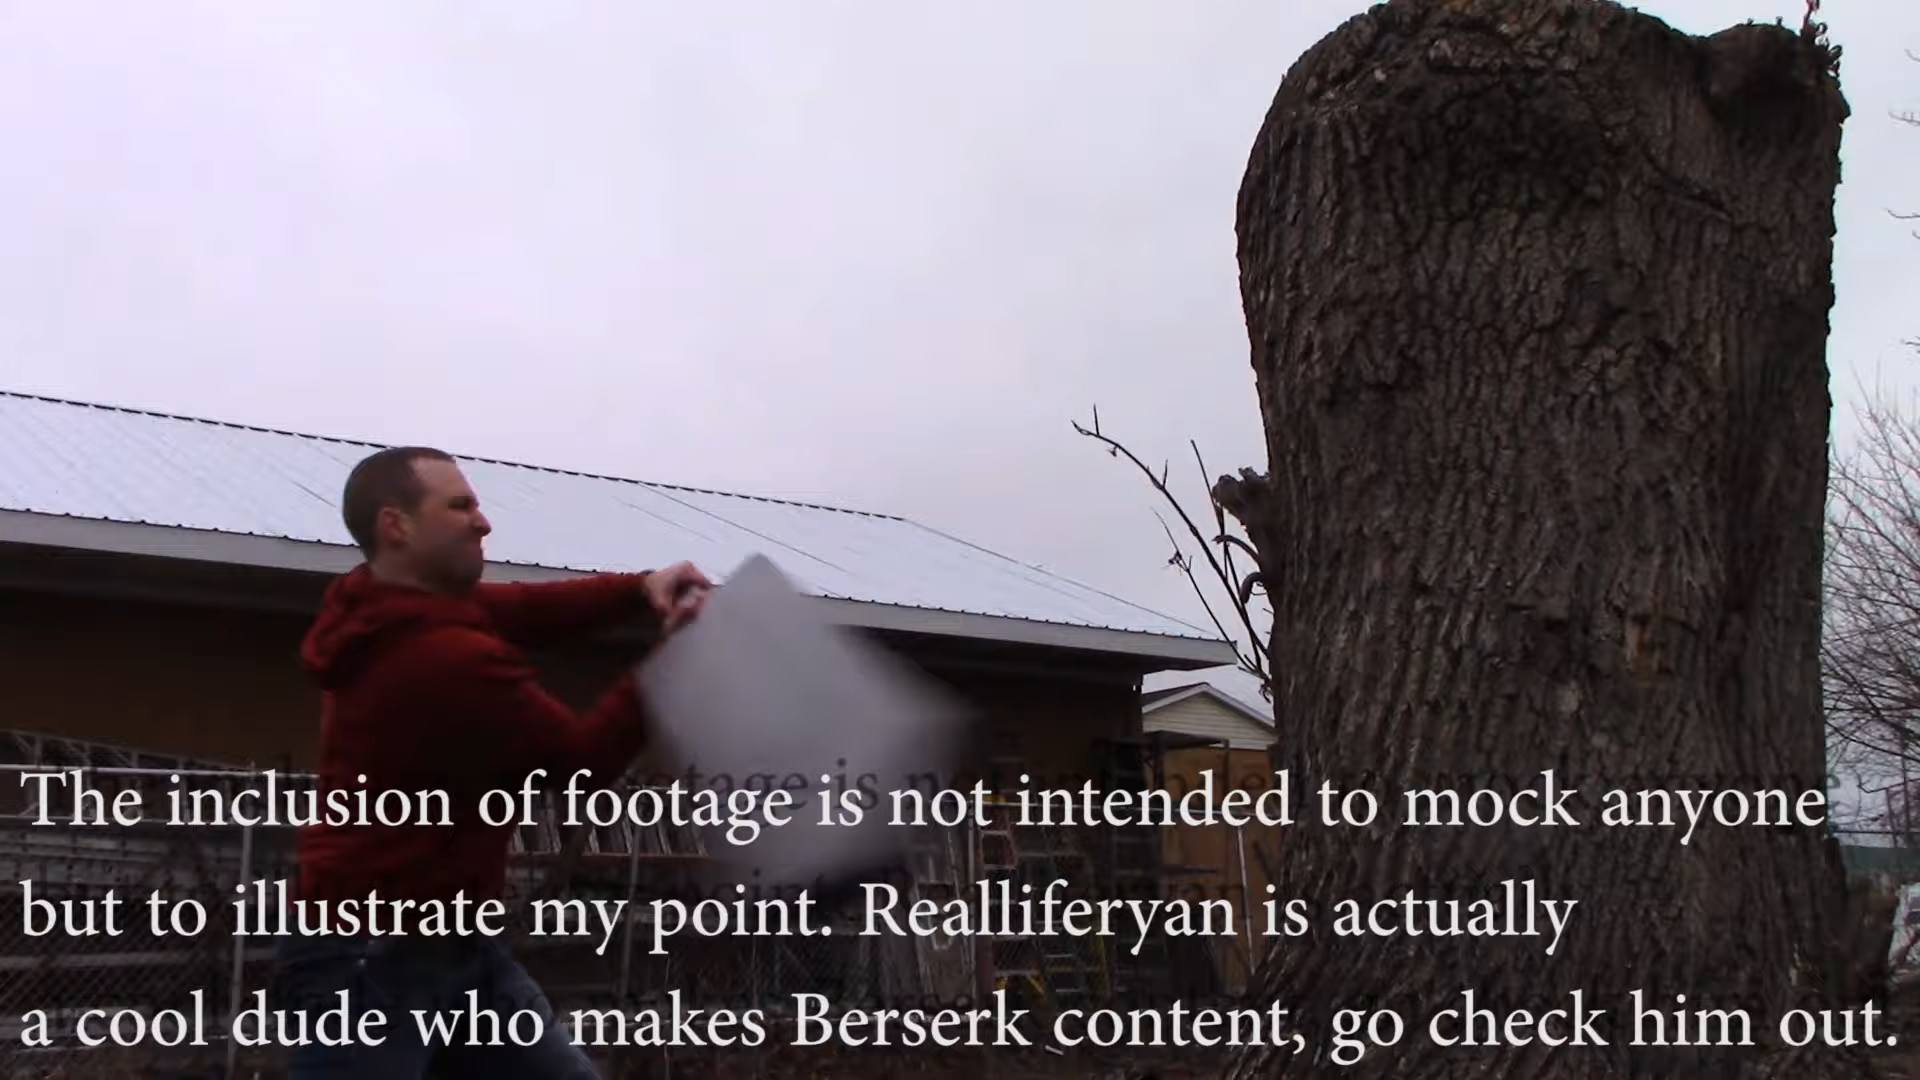 The inclusion of footage is not intended to mock anyone
but to illustrate my point. Realliferyan is actually
a cool dude who makes Berserk content, go check him out.